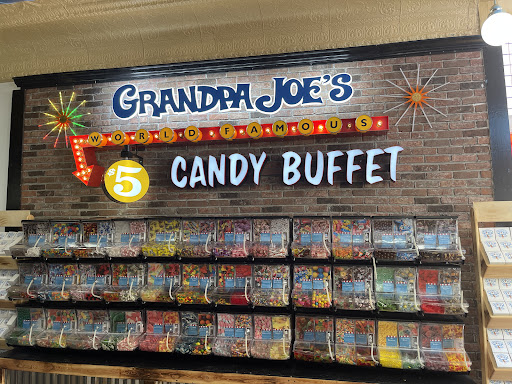 GRANDPA JOE'S
WORLD FAMOUS
$5 CANDY BUFFET